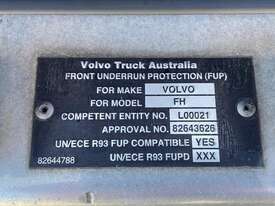 Volvo Truck Australia
FRONT UNDERRUN PROTECTION (FUP)
FOR MAKE VOLVO
FOR MODEL FH
COMPETENT ENTITY NO. L00021
APPROVAL NO. 82643626
UN/ECE R93 FUP COMPATIBLE YES
82644788 UN/ECE R93 FUPD XXX